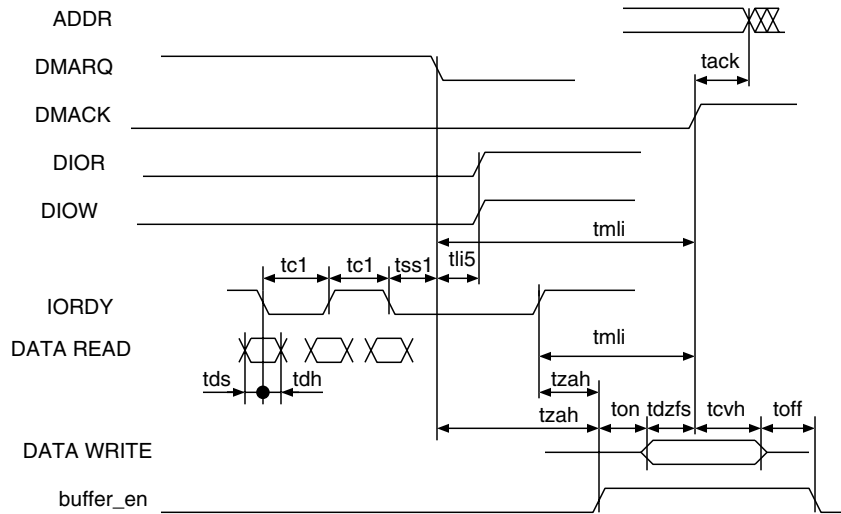 ADDR
DMARQ
tack
DMACK
DIOR
DIOW
tmli
tc1 tc1 tss1 tli5
IORDY
DATA READ
tmli
tds tdh tzah
tzah ton tdzfs tcvh toff
DATA WRITE
buffer_en